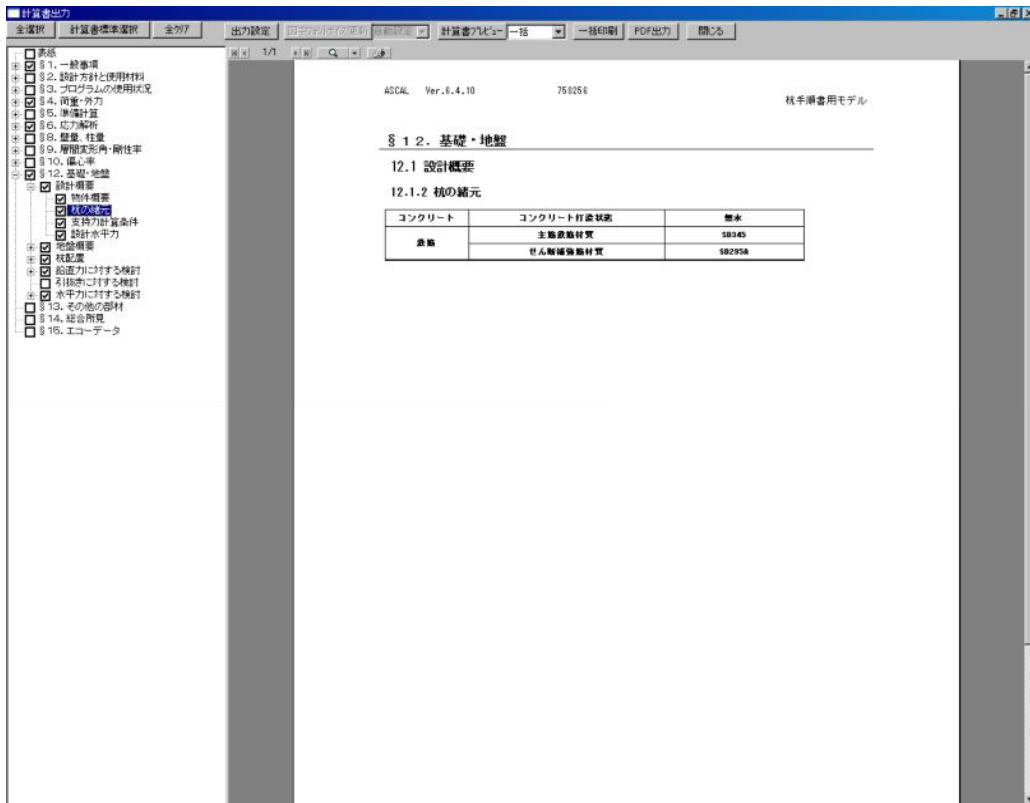 計算書出力
全選択 計算書標準選択 全クリア 出力設定 計算書プレビュー 一括 一括印刷 PDF出力 閉じる
1/1
表紙
§1. 一般事項
§2. 設計方針と使用材料
§3. プログラムの使用状況
§4. 荷重・外力
§5. 準備計算
§6. 応力解析
§8. 壁量、柱量
§9. 層間変形角・剛性率
§10. 偏心率
§12. 基礎・地盤
設計概要
物件概要
杭の緒元
支持力計算条件
設計水平力
地盤概要
杭配置
鉛直力に対する検討
引抜きに対する検討
水平力に対する検討
§13. その他の部材
§14. 総合所見
§15. エコーデータ
ASCAL Ver.6.4.10 750256
杭手順書用モデル
§12. 基礎・地盤
12.1 設計概要
12.1.2 杭の緒元
コンクリート コンクリート打設状態 無水
鉄筋 主筋鉄筋材質 SD345
せん断補強筋材質 SD295A